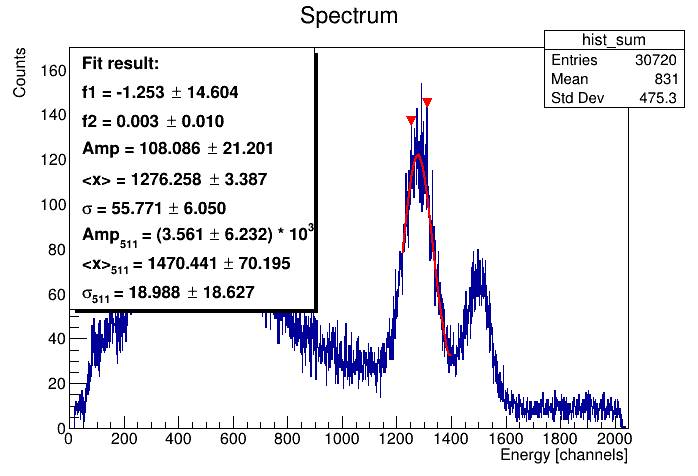 Spectrum
hist_sum
Entries 30720
Mean 831
Std Dev 475.3
Counts
Fit result:
f1 = -1.253 ± 14.604
f2 = 0.003 ± 0.010
Amp = 108.086 ± 21.201
<x> = 1276.258 ± 3.387
σ = 55.771 ± 6.050
Amp511 = (3.561 ± 6.232) * 10^3
<x>511 = 1470.441 ± 70.195
σ511 = 18.988 ± 18.627
160
140
120
100
80
60
40
20
0
0 200 400 600 800 1000 1200 1400 1600 1800 2000
Energy [channels]